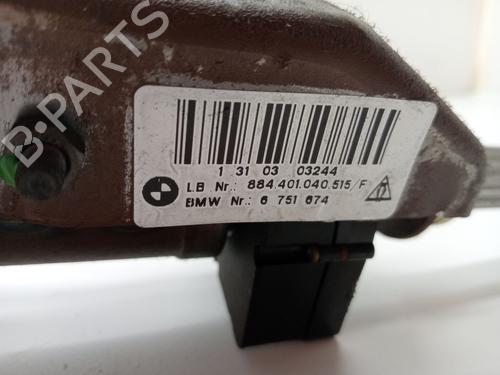 B-PARTS
1 31 03 03244
LB Nr.: 884.401.040.515/F
BMW Nr.: 6 751 674